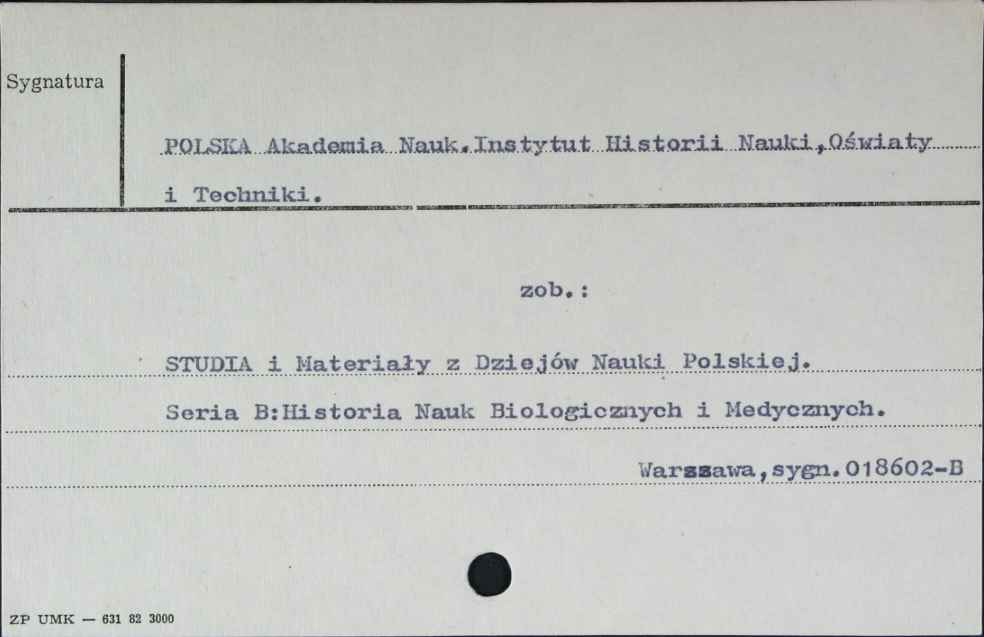 Sygnatura
POLSKA Akademia Nauk.Instytut Historii Nauki,Oświaty
i Techniki.
zob.:
STUDIA i Materiały z Dziejów Nauki Polskiej.
Seria B:Historia Nauk Biologicznych i Medycznych.
Warszawa,sygn.018602-B
ZP UMK — 631 82 3000